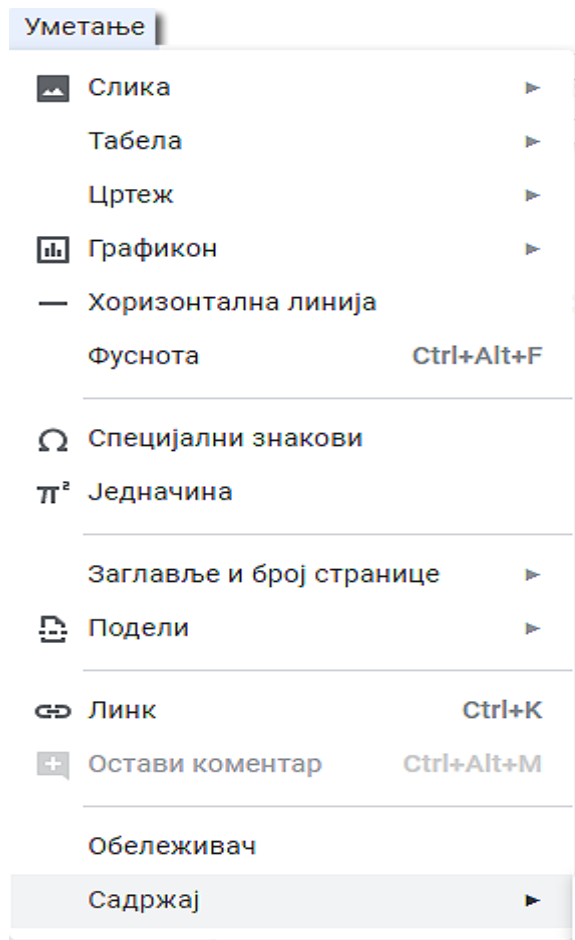 Уметање
Слика
Табела
Цртеж
Графикон
Хоризонтална линија
Фуснота Ctrl+Alt+F
Специјални знакови
Једначина
Заглавље и број странице
Подели
Линк Ctrl+K
Остави коментар Ctrl+Alt+M
Обележивач
Садржај